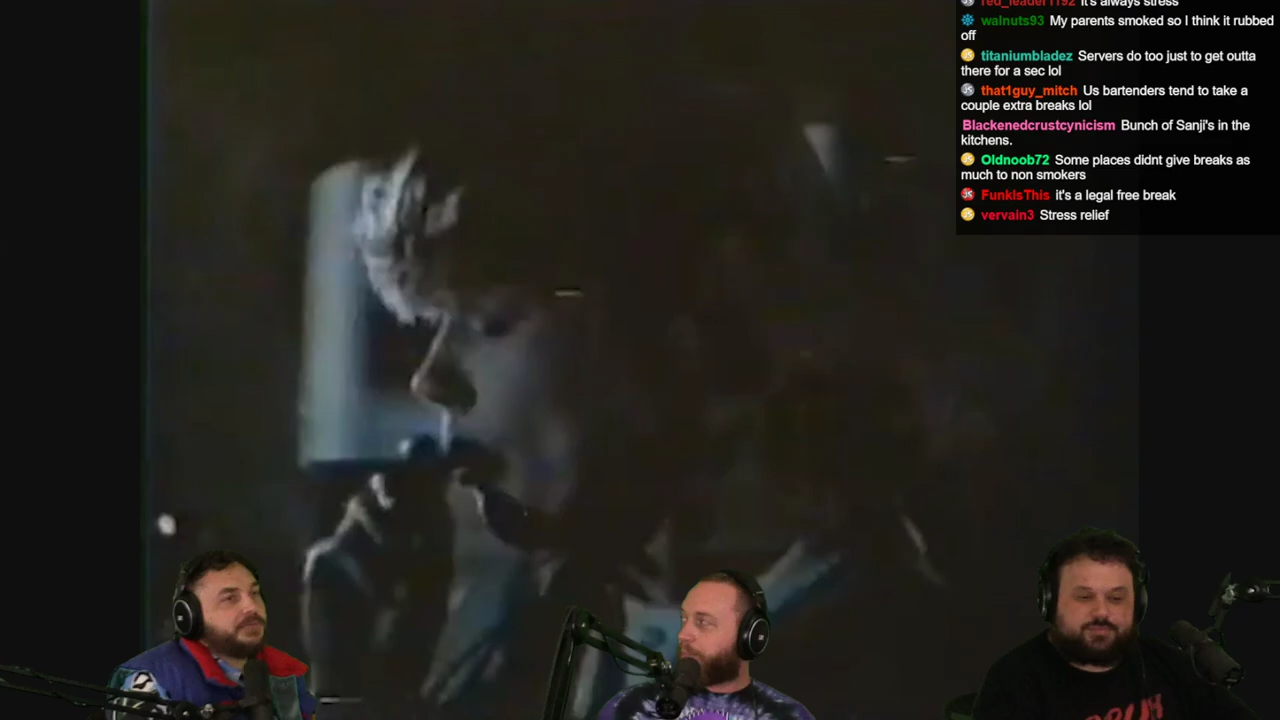 red_leader1192 It's always stress
walnuts93 My parents smoked so I think it rubbed
off
titaniumbladez Servers do too just to get outta
there for a sec lol
that1guy_mitch Us bartenders tend to take a
couple extra breaks lol
Blackenedcrustcynicism Bunch of Sanji's in the
kitchens.
Oldnoob72 Some places didnt give breaks as
much to non smokers
FunkIsThis it's a legal free break
vervain3 Stress relief